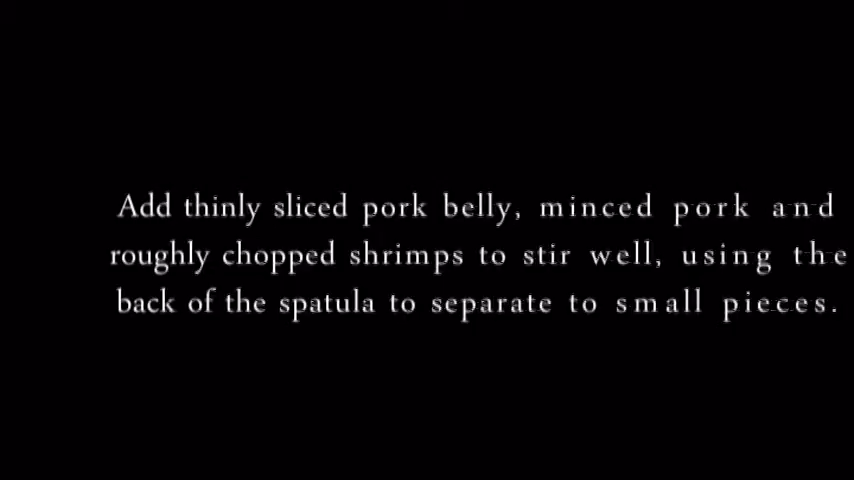 Add thinly sliced pork belly, minced pork and
roughly chopped shrimps to stir well, using the
back of the spatula to separate to small pieces.